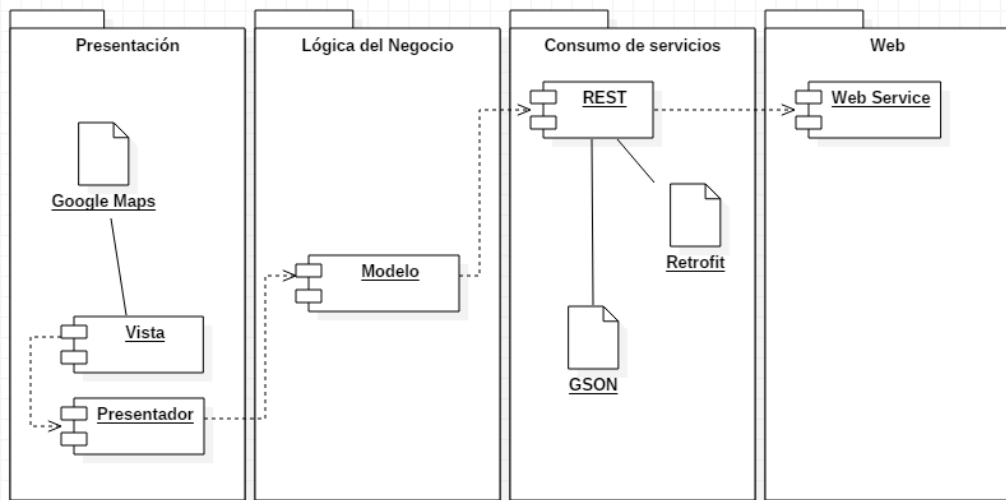 Presentación
Lógica del Negocio
Consumo de servicios
Web
REST
Web Service
Google Maps
Retrofit
Modelo
Vista
GSON
Presentador